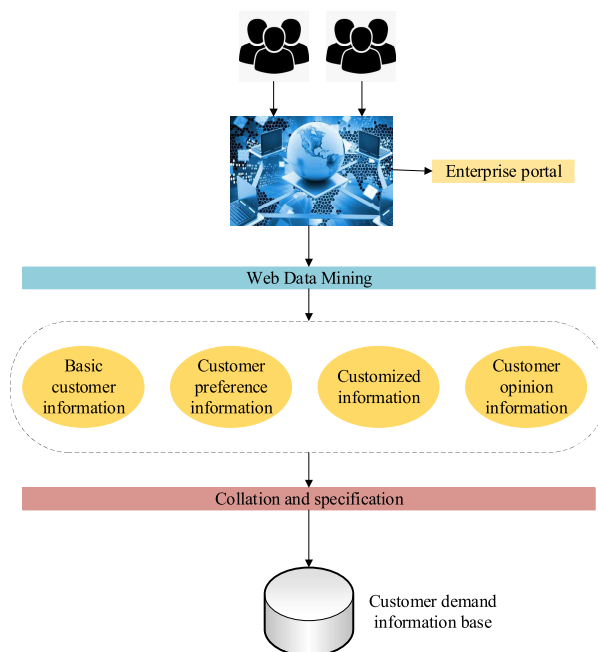 Enterprise portal
Web Data Mining
Basic
customer
information
Customer
preference
information
Customized
information
Customer
opinion
information
Collation and specification
Customer demand
information base